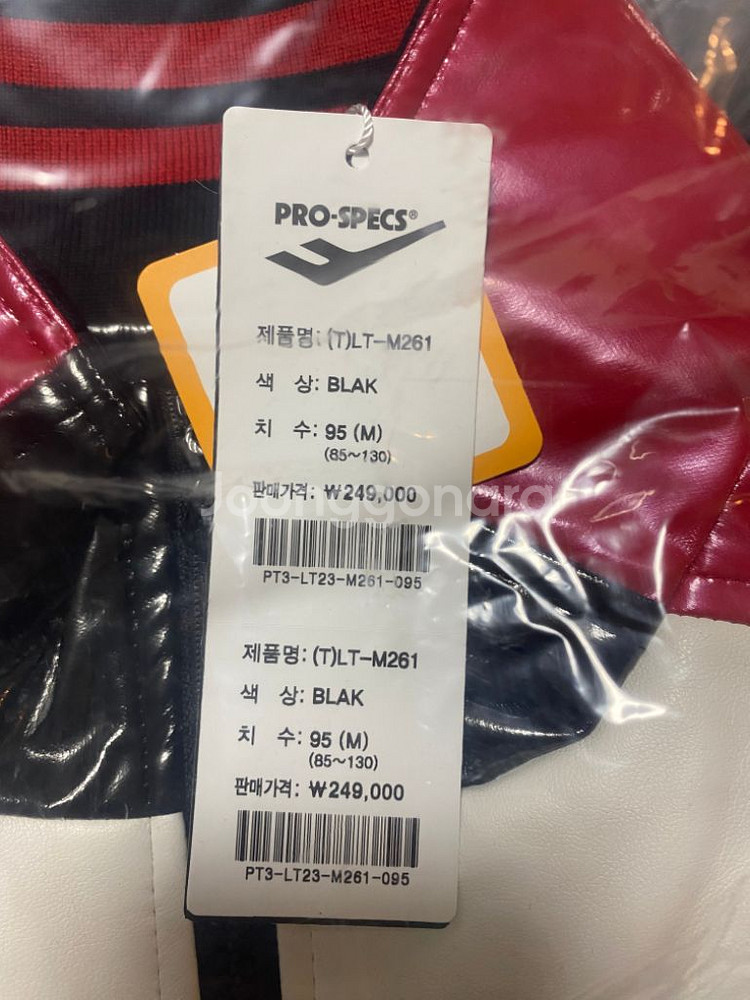 PRO-SPECS®
제품명: (T)LT-M261
색 상: BLAK
치 수: 95 (M)
(85~130)
판매가격: ₩249,000
Joonggonara
PT3-LT23-M261-095
제품명: (T)LT-M261
색 상: BLAK
치 수: 95 (M)
(85~130)
판매가격: ₩249,000
PT3-LT23-M261-095